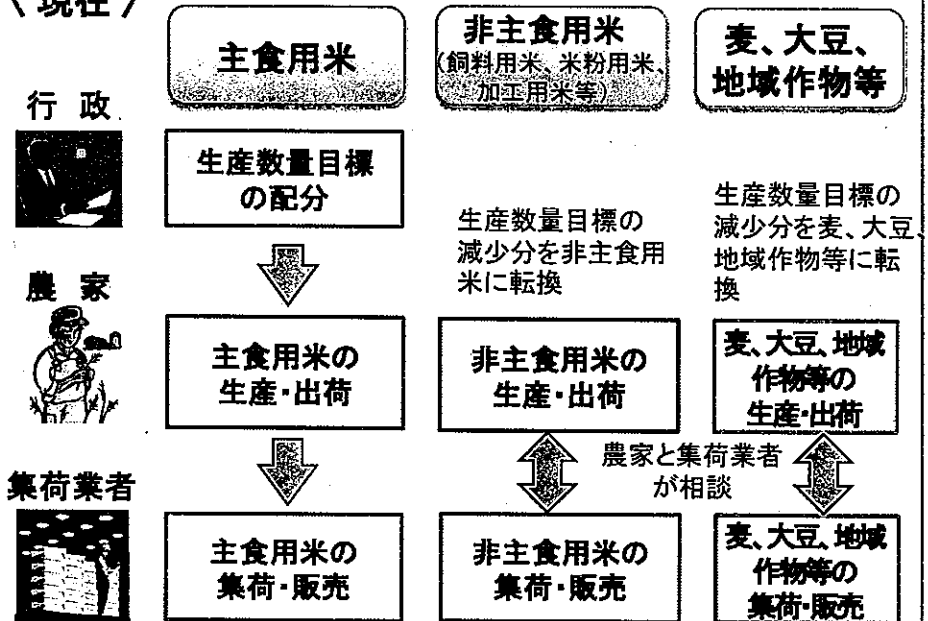 〈現在〉
主食用米
非主食用米
(飼料用米、米粉用米、
加工用米等)
麦、大豆、
地域作物等
行 政
生産数量目標
の配分
生産数量目標の
減少分を非主食用
米に転換
生産数量目標の
減少分を麦、大豆、
地域作物等に転
換
農 家
主食用米の
生産・出荷
非主食用米の
生産・出荷
麦、大豆、地域
作物等の
生産・出荷
農家と集荷業者
が相談
集荷業者
主食用米の
集荷・販売
非主食用米の
集荷・販売
麦、大豆、地域
作物等の
集荷・販売